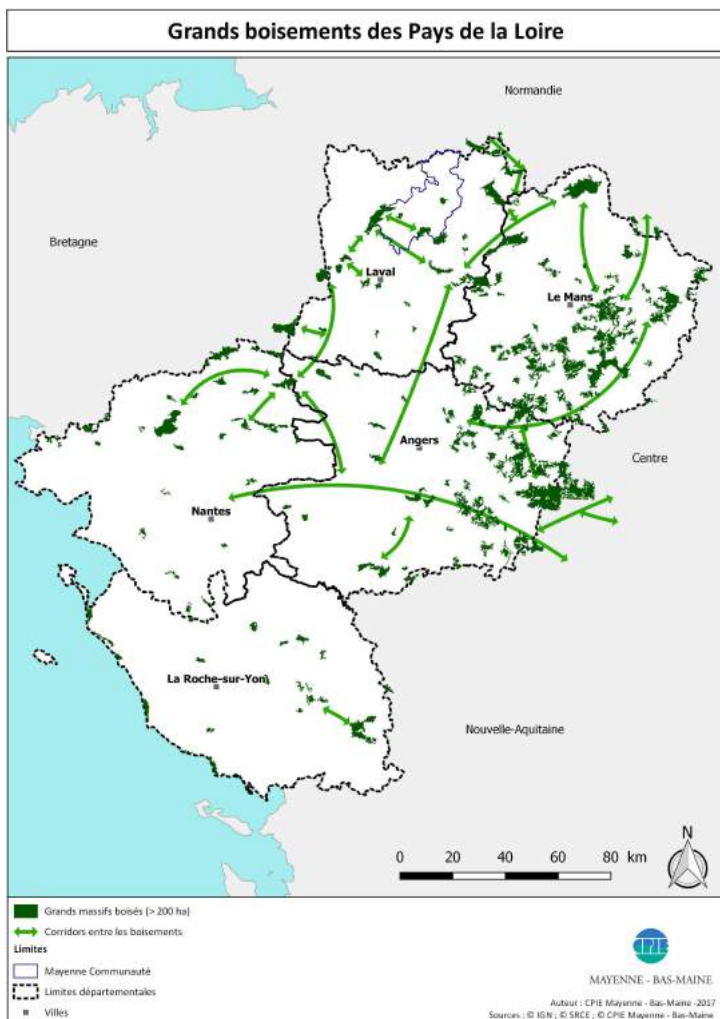 Grands boisements des Pays de la Loire
Normandie
Bretagne
Laval
Le Mans
Angers
Centre
Nantes
La Roche-sur-Yon
Nouvelle-Aquitaine
N
0 20 40 60 80 km
Grands massifs boisés (> 200 ha)
Corridors entre les boisements
Limites
Mayenne Communauté
Limites départementales
Villes
CPIE
MAYENNE - BAS-MAINE
Auteur : CPIE Mayenne - Bas-Maine -2017
Sources : © IGN ; © SRCE ; © CPIE Mayenne - Bas-Maine